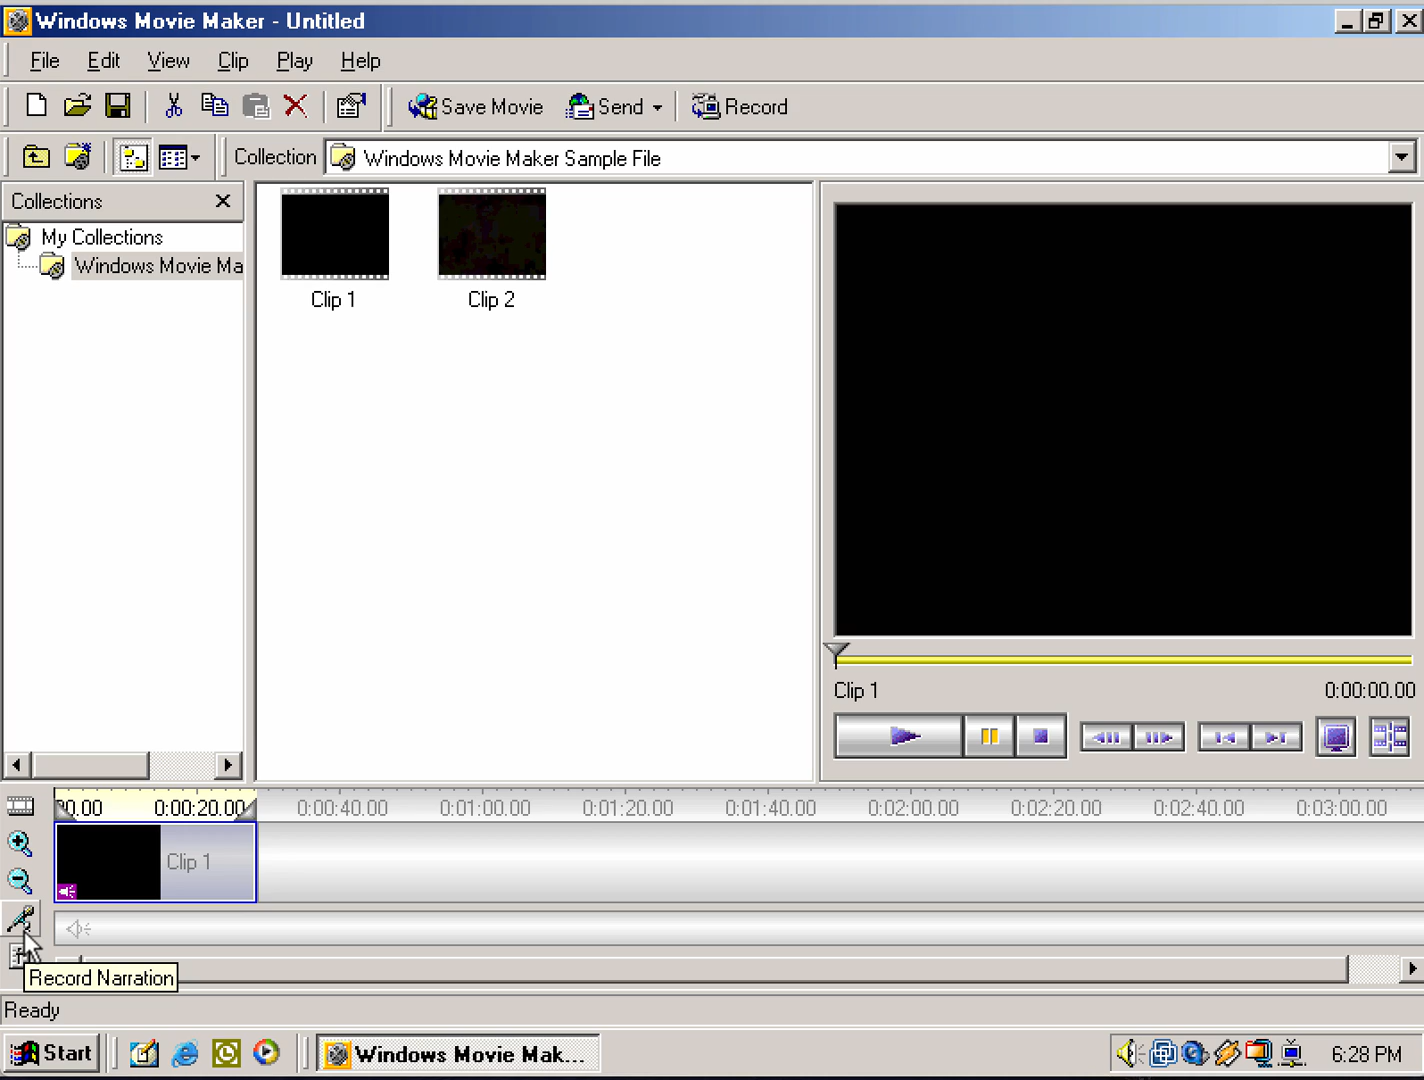 Windows Movie Maker - Untitled
File Edit View Clip Play Help
Save Movie Send Record
Collection Windows Movie Maker Sample File
Collections
My Collections
Windows Movie Ma
Clip 1 Clip 2
Clip 1 0:00:00.00
00.00 0:00:20.00 0:00:40.00 0:01:00.00 0:01:20.00 0:01:40.00 0:02:00.00 0:02:20.00 0:02:40.00 0:03:00.00
Clip 1
Record Narration
Ready
Start Windows Movie Mak... 6:28 PM